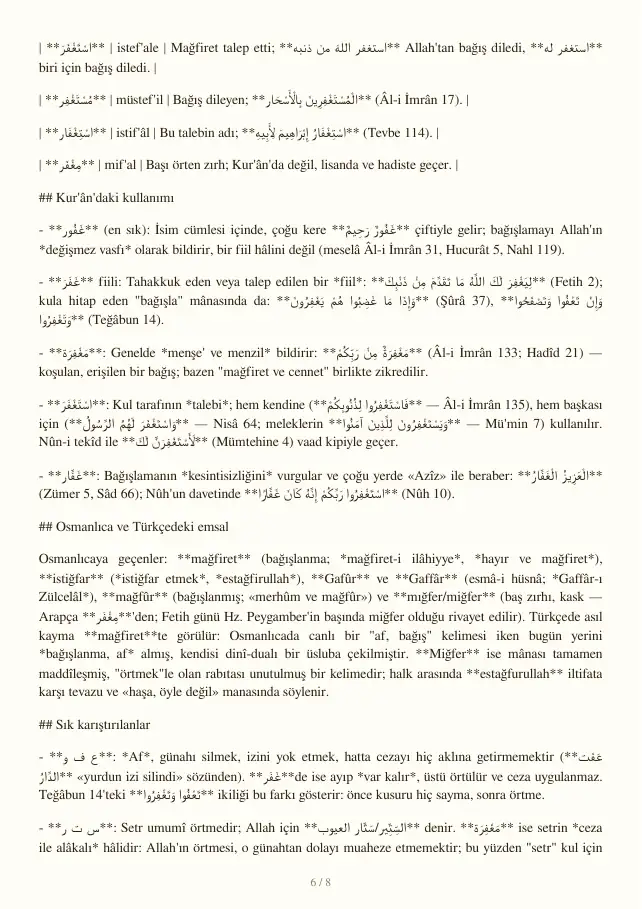 | **اسْتَغْفَرَ** | istef'ale | Mağfiret talep etti; **استغفر الله من ذنبه** Allah'tan bağış diledi, **استغفر له**
biri için bağış diledi. |
| **مُسْتَغْفِر** | müstef'il | Bağış dileyen; **الْمُسْتَغْفِرِينَ بِالْأَسْحَارِ** (Âl-i İmrân 17). |
| **اسْتِغْفَار** | istif'âl | Bu talebin adı; **اسْتِغْفَارُ إِبْرَاهِيمَ لِأَبِيهِ** (Tevbe 114). |
| **مِغْفَر** | mif'al | Başı örten zırh; Kur'ân'da değil, lisanda ve hadiste geçer. |
## Kur'ân'daki kullanımı
- **غَفُور** (en sık): İsim cümlesi içinde, çoğu kere **غَفُورٌ رَحِيمٌ** çiftiyle gelir; bağışlamayı Allah'ın
*değişmez vasfı* olarak bildirir, bir fiil hâlini değil (meselâ Âl-i İmrân 31, Hucurât 5, Nahl 119).
- **غَفَرَ** fiili: Tahakkuk eden veya talep edilen bir *fiil*: **لِيَغْفِرَ لَكَ اللَّهُ مَا تَقَدَّمَ مِنْ ذَنْبِكَ** (Fetih 2);
kula hitap eden "bağışla" mânasında da: **وَإِذَا مَا غَضِبُوا هُمْ يَغْفِرُونَ** (Şûrâ 37), **وَإِنْ تَعْفُوا وَتَصْفَحُوا
وَتَغْفِرُوا** (Teğâbun 14).
- **مَغْفِرَة**: Genelde *menşe' ve menzil* bildirir: **مَغْفِرَةٌ مِنْ رَبِّكُمْ** (Âl-i İmrân 133; Hadîd 21) —
koşulan, erişilen bir bağış; bazen "mağfiret ve cennet" birlikte zikredilir.
- **اسْتَغْفَرَ**: Kul tarafının *talebi*; hem kendine (**فَاسْتَغْفَرُوا لِذُنُوبِكُمْ** — Âl-i İmrân 135), hem başkası
için (**وَاسْتَغْفَرَ لَهُمُ الرَّسُولُ** — Nisâ 64; meleklerin **وَيَسْتَغْفِرُونَ لِلَّذِينَ آمَنُوا** — Mü'min 7) kullanılır.
Nûn-i tekîd ile **لَأَسْتَغْفِرَنَّ لَكَ** (Mümtehine 4) vaad kipiyle geçer.
- **غَفَّار**: Bağışlamanın *kesintisizliğini* vurgular ve çoğu yerde «Azîz» ile beraber: **الْعَزِيزُ الْغَفَّارُ**
(Zümer 5, Sâd 66); Nûh'un davetinde **اسْتَغْفِرُوا رَبَّكُمْ إِنَّهُ كَانَ غَفَّارًا** (Nûh 10).
## Osmanlıca ve Türkçedeki emsal
Osmanlıcaya geçenler: **mağfiret** (bağışlanma; *mağfiret-i ilâhiyye*, *hayır ve mağfiret*),
**istiğfar** (*istiğfar etmek*, *estağfirullah*), **Gafûr** ve **Gaffâr** (esmâ-i hüsnâ; *Gaffâr-ı
Zülcelâl*), **mağfûr** (bağışlanmış; «merhûm ve mağfûr») ve **mığfer/miğfer** (baş zırhı, kask —
Arapça **مِغْفَر**'den; Fetih günü Hz. Peygamber'in başında miğfer olduğu rivayet edilir). Türkçede asıl
kayma **mağfiret**te görülür: Osmanlıcada canlı bir "af, bağış" kelimesi iken bugün yerini
*bağışlanma, af* almış, kendisi dinî-dualı bir üsluba çekilmiştir. **Miğfer** ise mânası tamamen
maddîleşmiş, "örtmek"le olan rabıtası unutulmuş bir kelimedir; halk arasında **estağfurullah** iltifata
karşı tevazu ve «haşa, öyle değil» manasında söylenir.
## Sık karıştırılanlar
- **ع ف و**: *Af*, günahı silmek, izini yok etmek, hatta cezayı hiç aklına getirmemektir (**عَفَت
الدَّارُ** «yurdun izi silindi» sözünden). **غَفَر**de ise ayıp *var kalır*, üstü örtülür ve ceza uygulanmaz.
Teğâbun 14'teki **تَعْفُوا وَتَغْفِرُوا** ikiliği bu farkı gösterir: önce kusuru hiç sayma, sonra örtme.
- **س ت ر**: Setr umumî örtmedir; Allah için **السِّتِّير/سَتَّار العيوب** denir. **مَغْفِرَة** ise setrin *ceza
ile alâkalı* hâlidir: Allah'ın örtmesi, o günahtan dolayı muaheze etmemektir; bu yüzden "setr" kul için
6 / 8